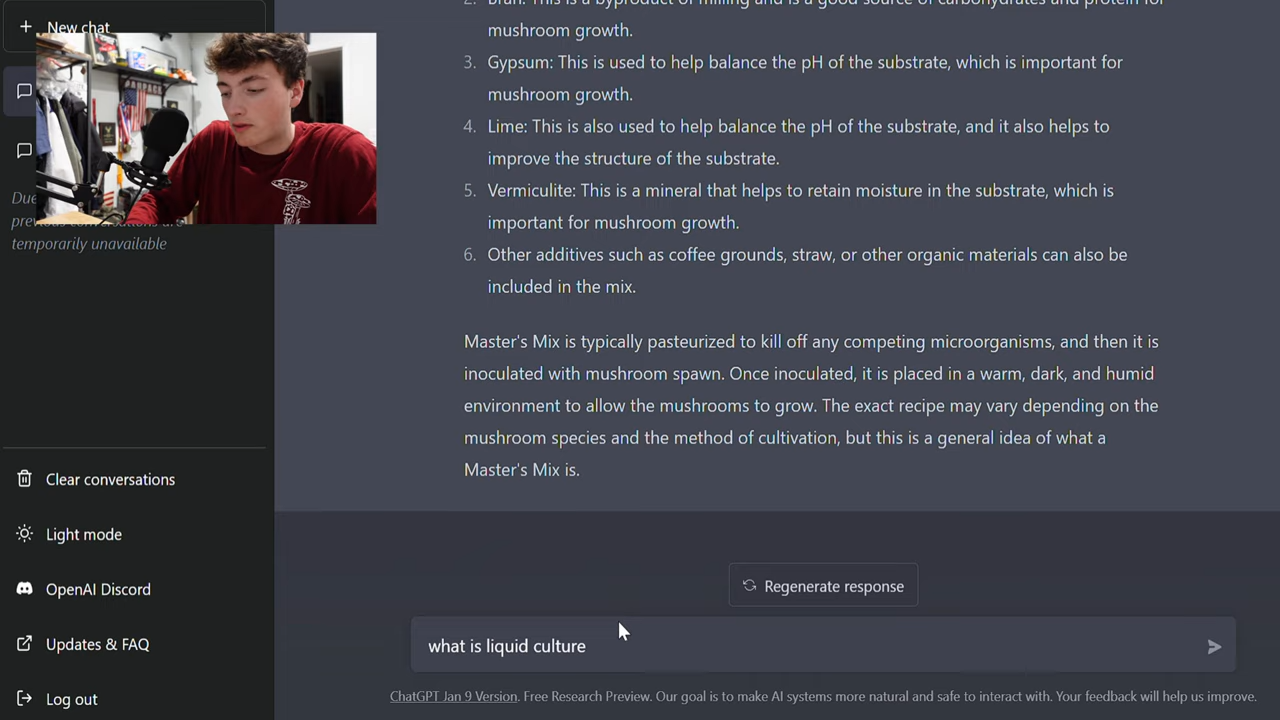 New chat
Due
previous conversations are
temporarily unavailable
Clear conversations
Light mode
OpenAI Discord
Updates & FAQ
Log out
mushroom growth.
3. Gypsum: This is used to help balance the pH of the substrate, which is important for
mushroom growth.
4. Lime: This is also used to help balance the pH of the substrate, and it also helps to
improve the structure of the substrate.
5. Vermiculite: This is a mineral that helps to retain moisture in the substrate, which is
important for mushroom growth.
6. Other additives such as coffee grounds, straw, or other organic materials can also be
included in the mix.
Master's Mix is typically pasteurized to kill off any competing microorganisms, and then it is
inoculated with mushroom spawn. Once inoculated, it is placed in a warm, dark, and humid
environment to allow the mushrooms to grow. The exact recipe may vary depending on the
mushroom species and the method of cultivation, but this is a general idea of what a
Master's Mix is.
Regenerate response
what is liquid culture
ChatGPT Jan 9 Version. Free Research Preview. Our goal is to make AI systems more natural and safe to interact with. Your feedback will help us improve.